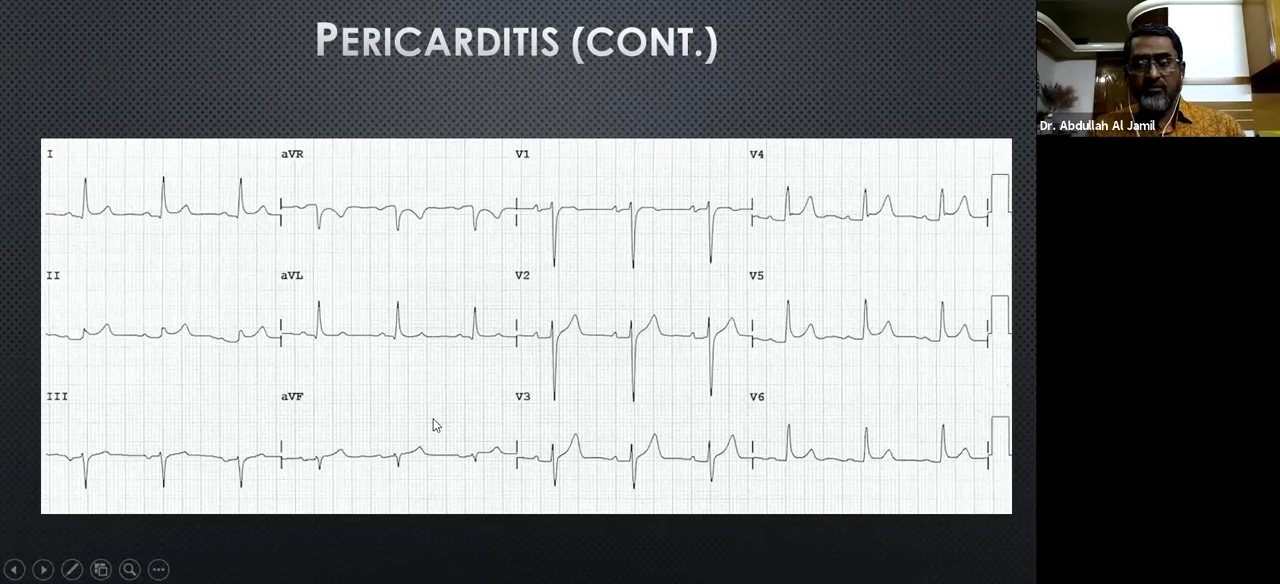 PERICARDITIS (CONT.)
Dr. Abdullah Al Jamil
I aVR V1 V4
II aVL V2 V5
III aVF V3 V6